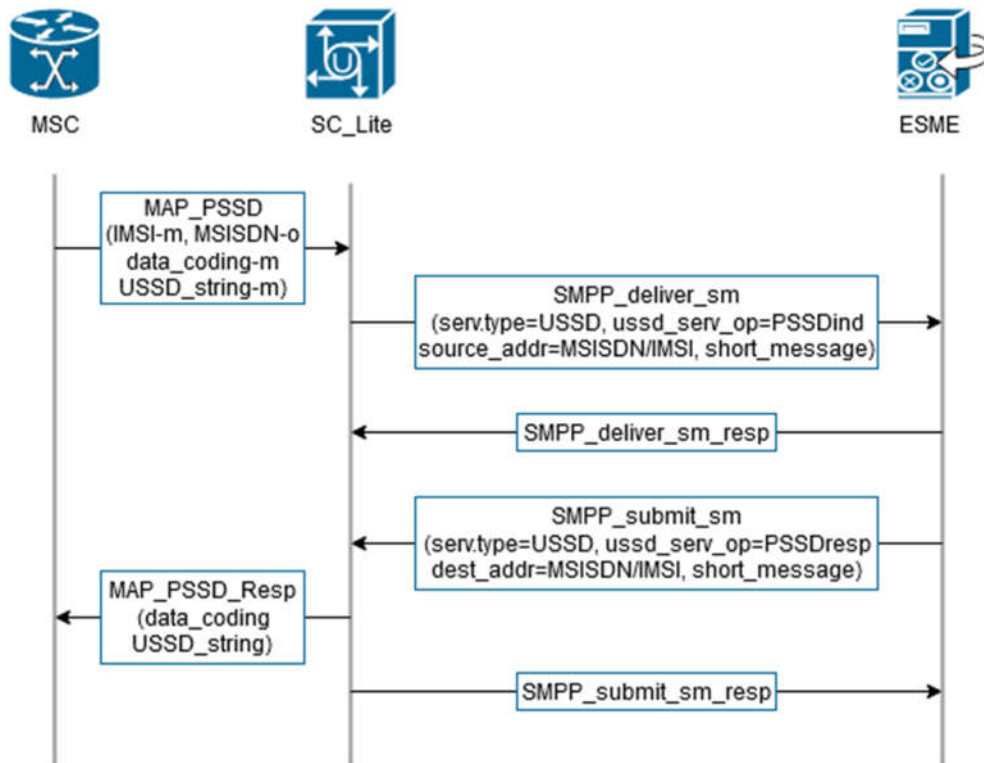 MSC
SC_Lite
ESME
MAP_PSSD
(IMSI-m, MSISDN-o
data_coding-m
USSD_string-m)
SMPP_deliver_sm
(serv.type=USSD, ussd_serv_op=PSSDind
source_addr=MSISDN/IMSI, short_message)
SMPP_deliver_sm_resp
SMPP_submit_sm
(serv.type=USSD, ussd_serv_op=PSSDresp
dest_addr=MSISDN/IMSI, short_message)
MAP_PSSD_Resp
(data_coding
USSD_string)
SMPP_submit_sm_resp